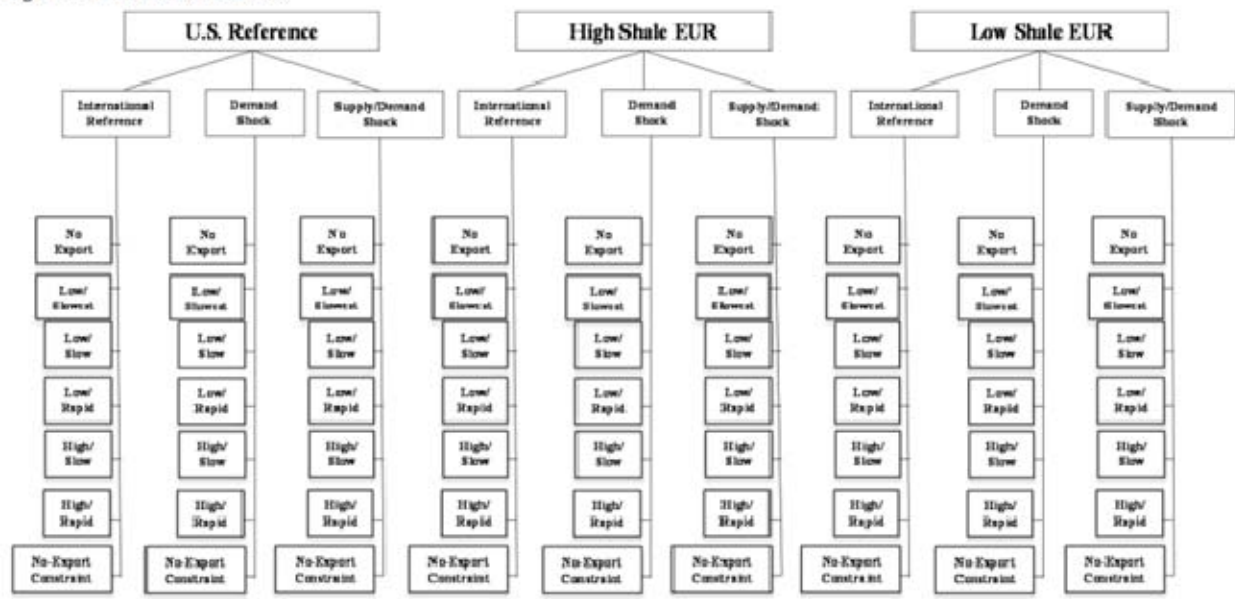 U.S. Reference
High Shale EUR
Low Shale EUR
International
Reference
Demand
Shock
Supply/Demand
Shock
International
Reference
Demand
Shock
Supply/Demand
Shock
International
Reference
Demand
Shock
Supply/Demand
Shock
No
Export
No
Export
No
Export
No
Export
No
Export
No
Export
No
Export
No
Export
No
Export
Low/
Slowest
Low/
Slowest
Low/
Slowest
Low/
Slowest
Low/
Slowest
Low/
Slowest
Low/
Slowest
Low/
Slowest
Low/
Slowest
Low/
Slow
Low/
Slow
Low/
Slow
Low/
Slow
Low/
Slow
Low/
Slow
Low/
Slow
Low/
Slow
Low/
Slow
Low/
Rapid
Low/
Rapid
Low/
Rapid
Low/
Rapid
Low/
Rapid
Low/
Rapid
Low/
Rapid
Low/
Rapid
Low/
Rapid
High/
Slow
High/
Slow
High/
Slow
High/
Slow
High/
Slow
High/
Slow
High/
Slow
High/
Slow
High/
Slow
High/
Rapid
High/
Rapid
High/
Rapid
High/
Rapid
High/
Rapid
High/
Rapid
High/
Rapid
High/
Rapid
High/
Rapid
No-Export
Constraint
No-Export
Constraint
No-Export
Constraint
No-Export
Constraint
No-Export
Constraint
No-Export
Constraint
No-Export
Constraint
No-Export
Constraint
No-Export
Constraint